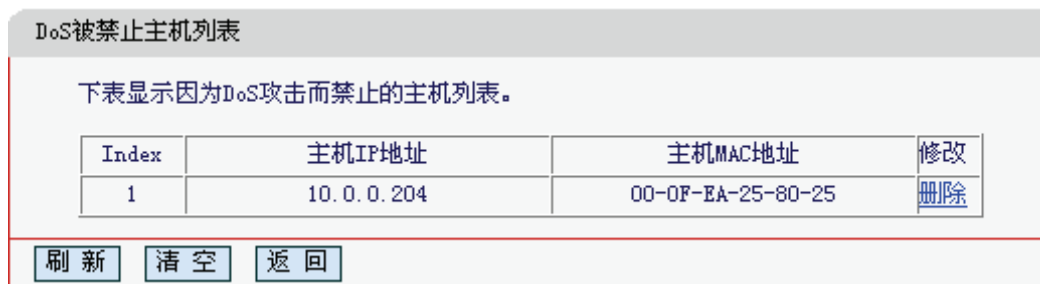 DoS被禁止主机列表
下表显示因为DoS攻击而禁止的主机列表。
Index 主机IP地址 主机MAC地址 修改
1 10.0.0.204 00-0F-EA-25-80-25 删除
刷 新 清 空 返 回